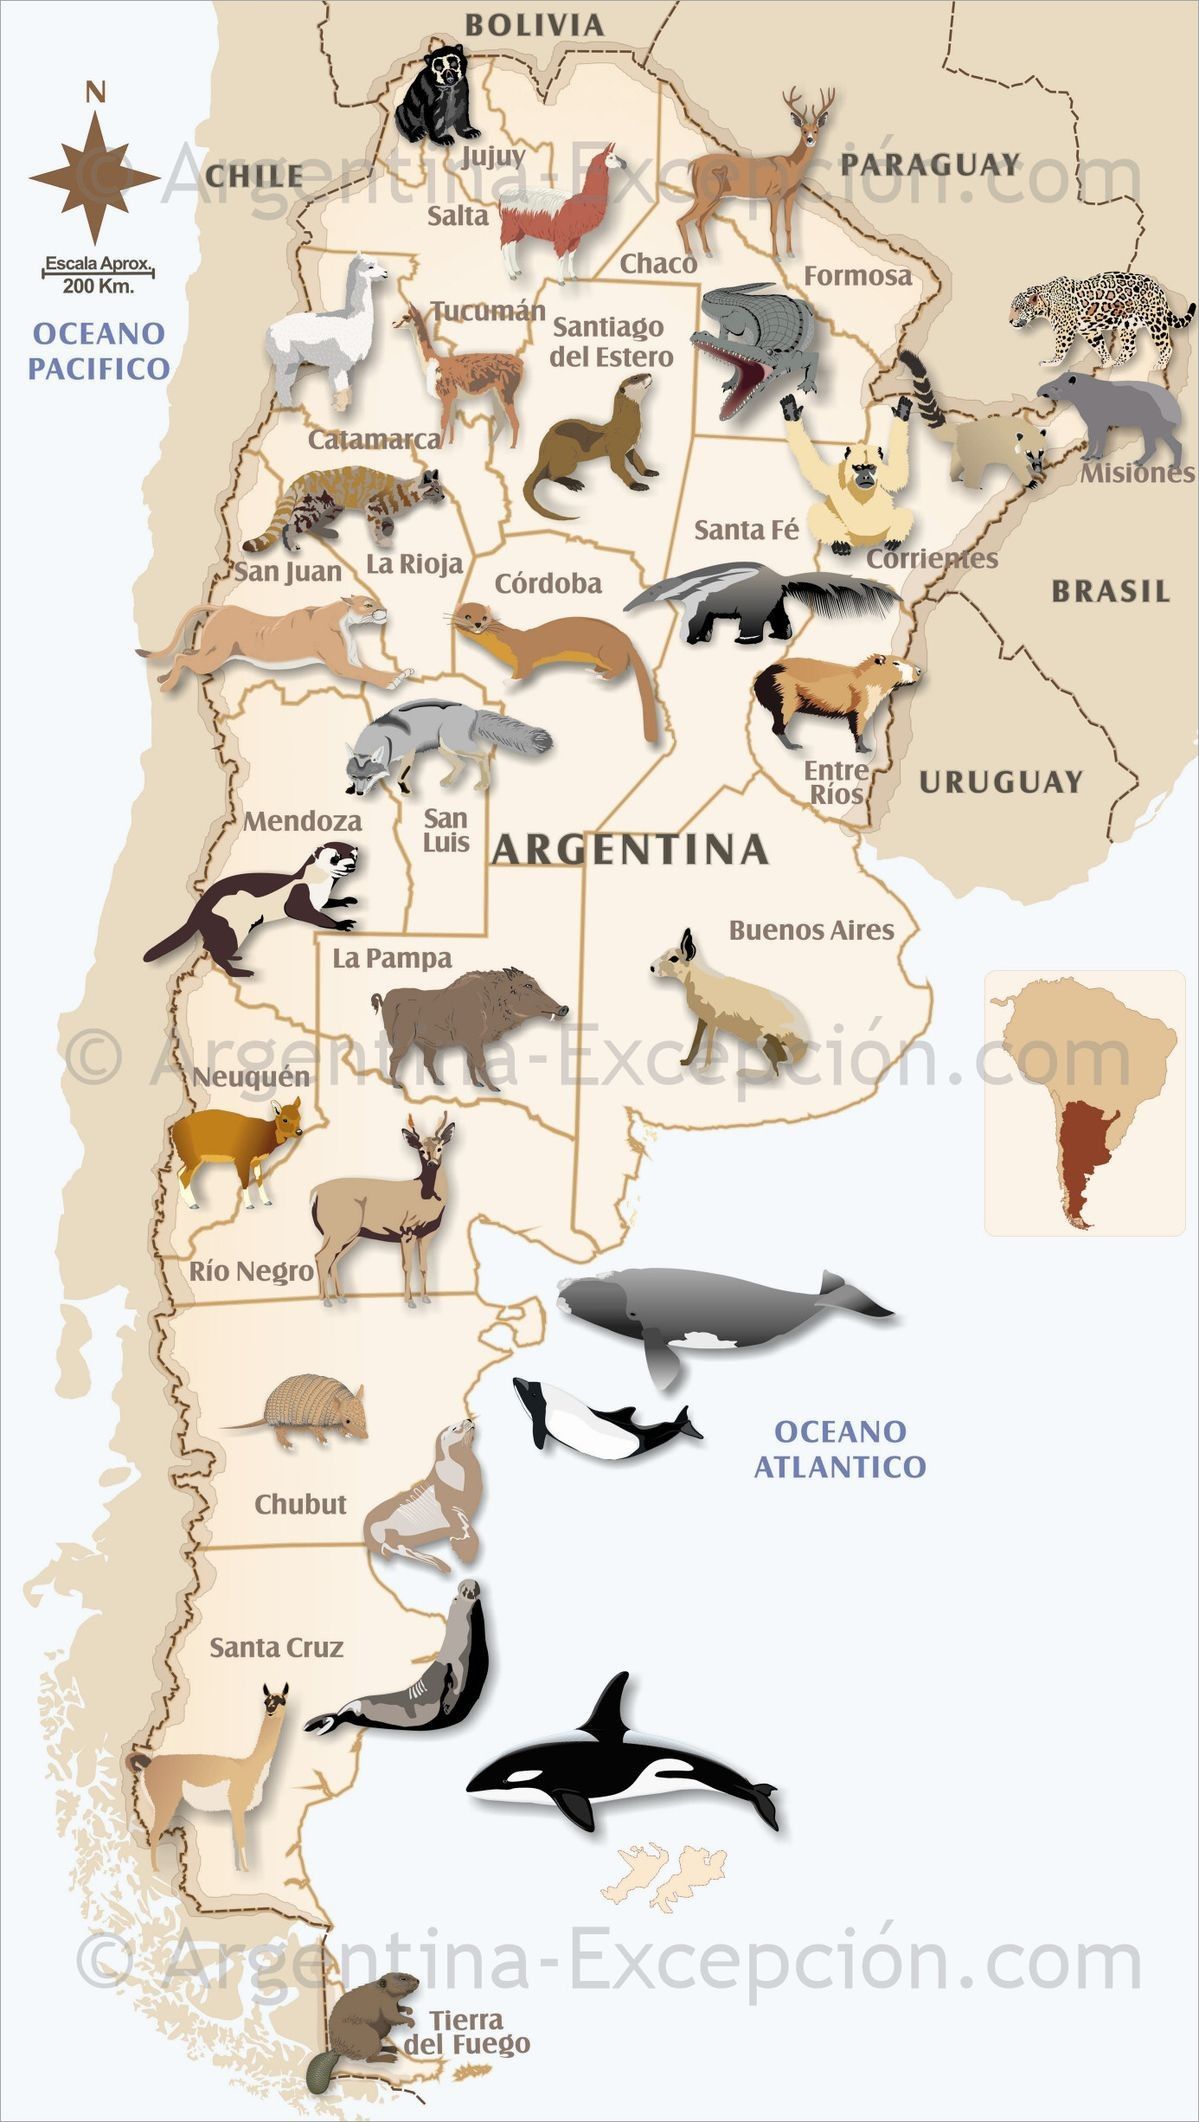 BOLIVIA
N
© Argentina-Excepción.com
CHILE
Jujuy
PARAGUAY
Salta
Escala Aprox.
200 Km.
Chaco
Formosa
OCEANO
PACIFICO
Tucumán
Santiago
del Estero
Catamarca
Misiones
Santa Fé
San Juan
La Rioja
Córdoba
Corrientes
BRASIL
Entre
Ríos
URUGUAY
Mendoza
San
Luis
ARGENTINA
Buenos Aires
La Pampa
© Argentina-Excepción.com
Neuquén
Río Negro
OCEANO
ATLANTICO
Chubut
Santa Cruz
© Argentina-Excepción.com
Tierra
del Fuego